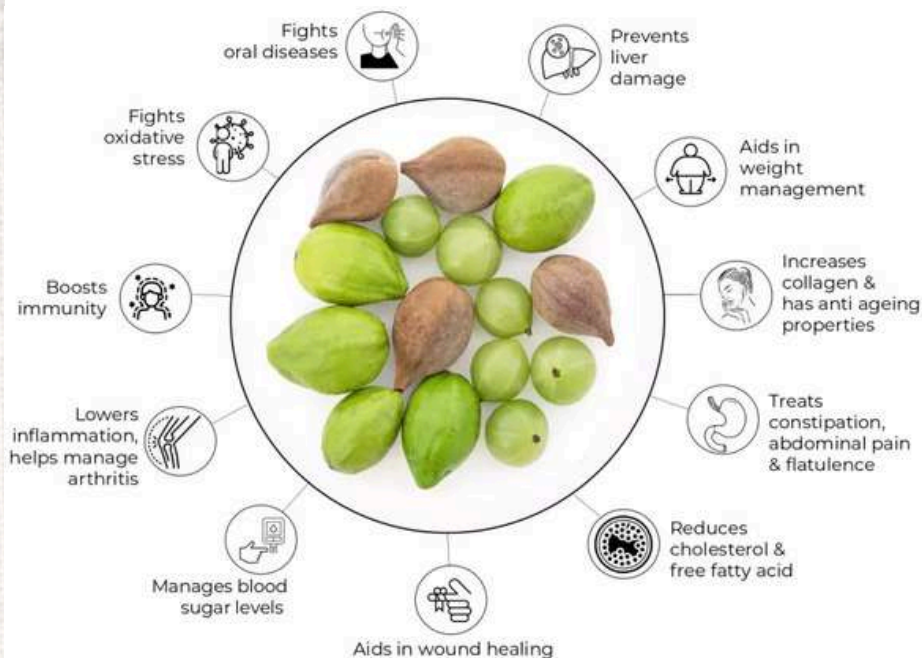 Fights
oral diseases
Prevents
liver
damage
Fights
oxidative
stress
Aids in
weight
management
Boosts
immunity
Increases
collagen &
has anti ageing
properties
Lowers
inflammation,
helps manage
arthritis
Treats
constipation,
abdominal pain
& flatulence
Manages blood
sugar levels
Reduces
cholesterol &
free fatty acid
Aids in wound healing